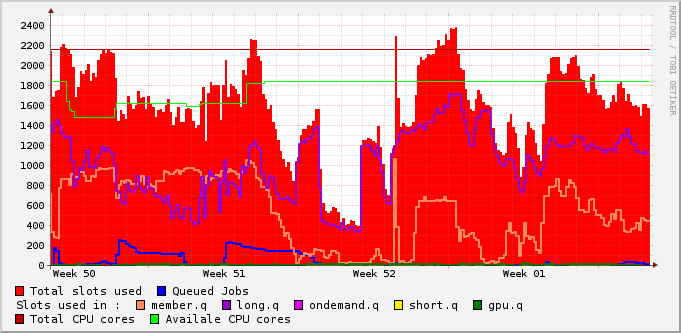 2400
2200
2000
1800
1600
1400
1200
1000
800
600
400
200
0
Week 50 Week 51 Week 52 Week 01
RRDTOOL / TOBI OETIKER
Total slots used Queued Jobs
Slots used in : member.q long.q ondemand.q short.q gpu.q
Total CPU cores Availale CPU cores